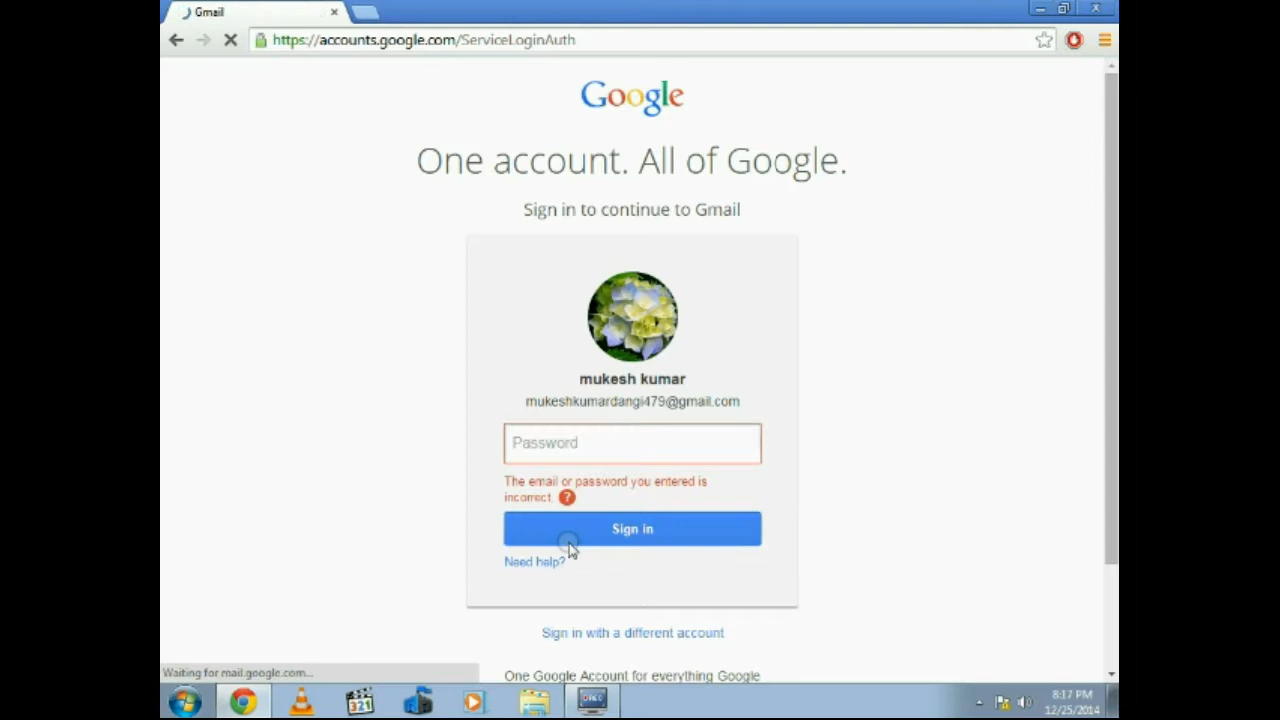 Gmail
https://accounts.google.com/ServiceLoginAuth
Google
One account. All of Google.
Sign in to continue to Gmail
mukesh kumar
mukeshkumardangi479@gmail.com
Password
The email or password you entered is
incorrect. ?
Sign in
Need help?
Sign in with a different account
Waiting for mail.google.com...
One Google Account for everything Google
321
8:17 PM
12/25/2014